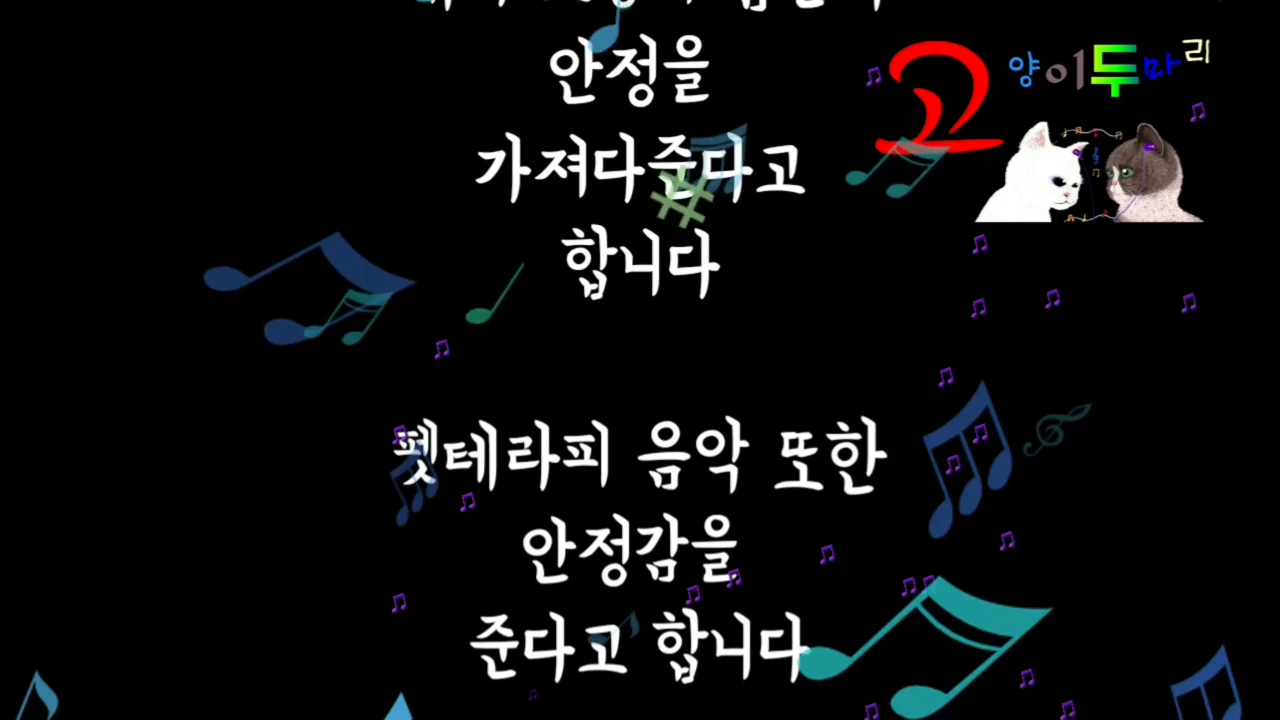 안정을
가져다준다고
합니다
고양이두마리
펫테라피 음악 또한
안정감을
준다고 합니다